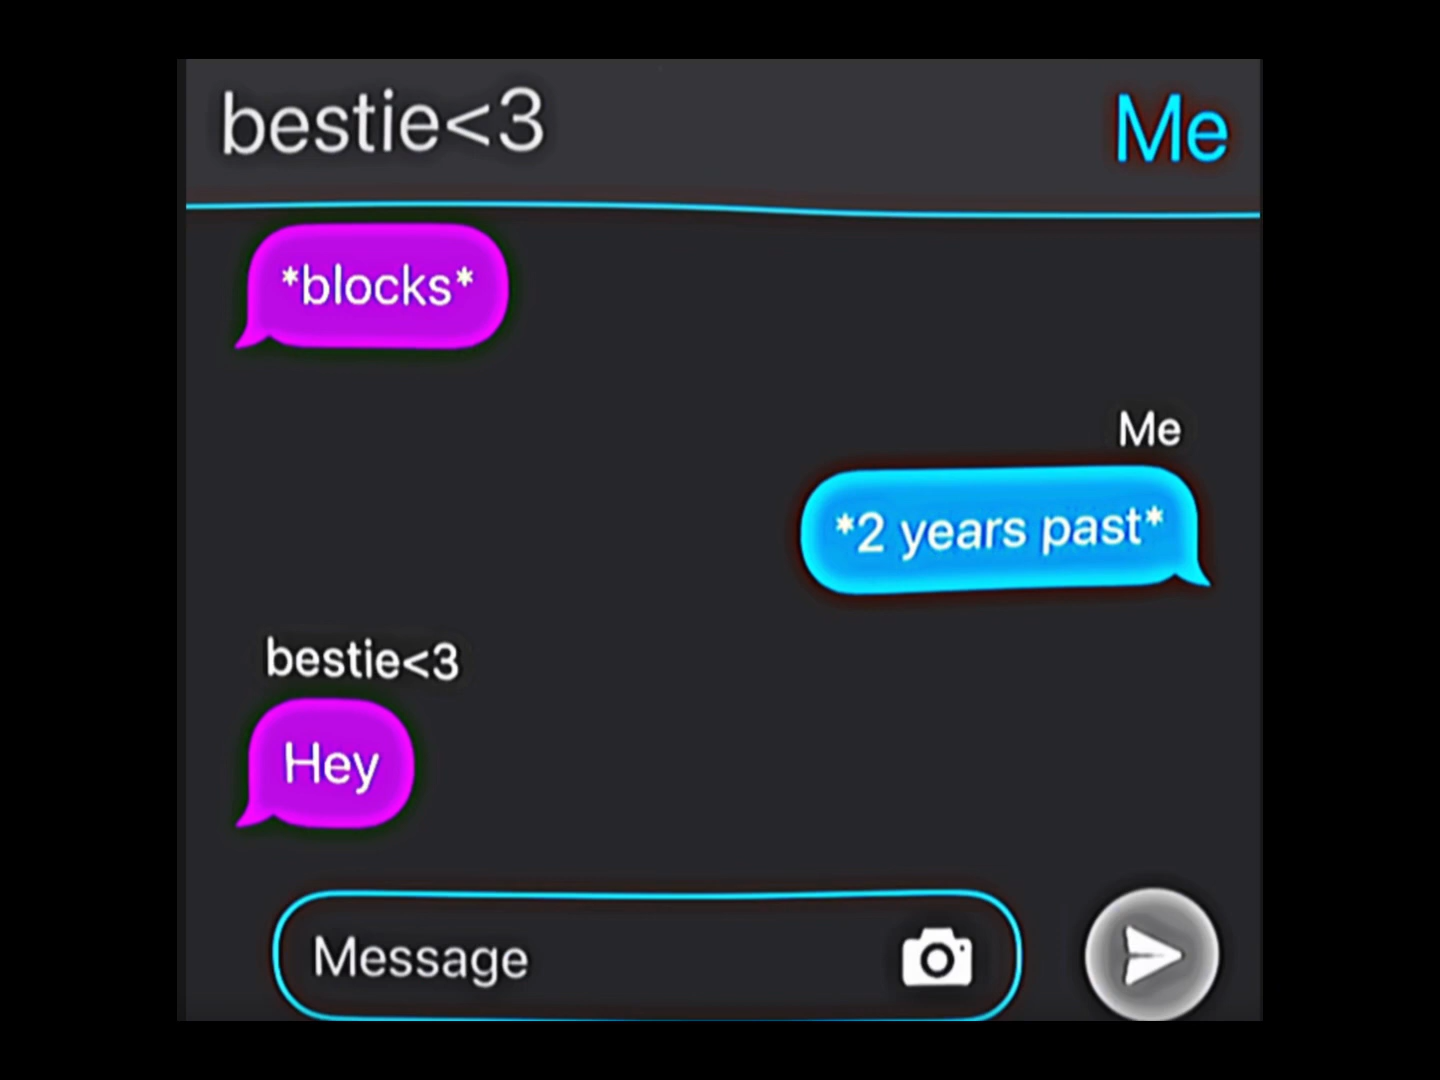 bestie<3 Me
*blocks*
Me
*2 years past*
bestie<3
Hey
Message